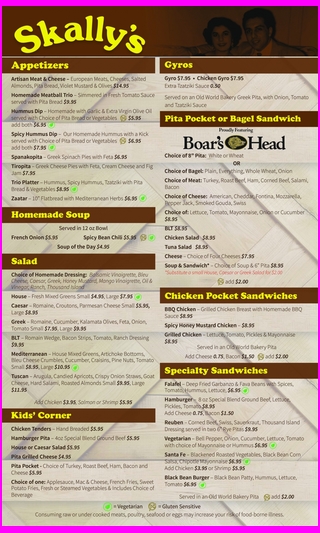 Skally's
Appetizers
Artisan Meat & Cheese – European Meats, Cheeses, Salted
Almonds, Pita Bread, Violet Mustard & Olives $14.95
Homemade Meatball Trio – Simmered in Fresh Tomato Sauce
served with Pita Bread $9.95
Hummus Dip – Homemade with Garlic & Extra Virgin Olive Oil
served with choice of Pita Bread or Vegetables $5.95
add both $6.95
Spicy Hummus Dip – Our Homemade Hummus with a Kick
served with choice of Pita Bread or Vegetables $6.95
add both $7.95
Spanakopita – Greek Spinach Pies with Feta $6.95
Tiropita – Greek Cheese Pies with Feta, Cream Cheese and Fig
Jam $7.95
Trio Platter – Hummus, Spicy Hummus, Tzatziki with Pita
Bread & Vegetables $8.95
Zaatar – 10" Flatbread with Mediterranean Herbs $6.95
Homemade Soup
Served in 12 oz Bowl
French Onion $5.95 Spicy Bean Chili $5.95
Soup of the Day $4.95
Salad
Choice of Homemade Dressing: Balsamic Vinaigrette, Bleu
Cheese, Caesar, Greek, Honey Mustard, Mango Vinaigrette, Oil &
Vinegar, Ranch, Thousand Island
House – Fresh Mixed Greens Small $4.95, Large $7.95
Caesar – Romaine, Croutons, Parmesan Cheese Small $5.95,
Large $8.95
Greek – Romaine, Cucumber, Kalamata Olives, Feta, Onion,
Tomato Small $7.95, Large $9.95
BLT – Romain Wedge, Bacon Strips, Tomato, Ranch Dressing
$9.95
Mediterranean – House Mixed Greens, Artichoke Bottoms,
Bleu Cheese Crumbles, Cucumber, Craisins, Pine Nuts, Tomato
Small $8.95, Large $10.95
Tuscan – Arugula, Candied Apricots, Crispy Onion Straws, Goat
Cheese, Hard Salami, Roasted Almonds Small $9.95, Large
$11.95
Add Chicken $3.95, Salmon or Shrimp $5.95
Kids' Corner
Chicken Tenders – Hand Breaded $5.95
Hamburger Pita – 4oz Special Blend Ground Beef $5.95
House or Caesar Salad $5.95
Pita Grilled Cheese $4.95
Pita Pocket – Choice of Turkey, Roast Beef, Ham, Bacon and
Cheese $5.95
Choice of one: Applesauce, Mac & Cheese, French Fries, Sweet
Potato Fries, Fresh or Steamed Vegetables & Includes Choice of
Beverage
Gyros
Gyro $7.95 • Chicken Gyro $7.95
Extra Tzatziki Sauce 0.50
Served on an Old World Bakery Greek Pita, with Onion, Tomato
and Tzatziki Sauce
Pita Pocket or Bagel Sandwich
Proudly Featuring
Boar's Head
Choice of 8" Pita: White or Wheat
OR
Choice of Bagel: Plain, Everything, Whole Wheat, Onion
Choice of Meat: Turkey, Roast Beef, Ham, Corned Beef, Salami,
Bacon
Choice of Cheese: American, Cheddar, Fontina, Mozzarella,
Pepper Jack, Smoked Gouda, Swiss
Choice of: Lettuce, Tomato, Mayonnaise, Onion or Cucumber
$8.95
BLT $8.95
Chicken Salad $8.95
Tuna Salad $8.95
Cheese – Choice of Four Cheeses $7.95
Soup & Sandwich* – Choice of Soup & 6" Pita $8.95
*Substitute a small House, Caesar or Greek Salad for $2.00
add $2.00
Chicken Pocket Sandwiches
BBQ Chicken – Grilled Chicken Breast with Homemade BBQ
Sauce $8.95
Spicy Honey Mustard Chicken – $8.95
Grilled Chicken – Lettuce, Tomato, Pickles & Mayonnaise
$8.95
Served in an Old World Bakery Pita
Add Cheese 0.75, Bacon $1.50 add $2.00
Specialty Sandwiches
Falafel – Deep Fried Garbanzo & Fava Beans with Spices,
Tomato, Hummus, Lettuce, $6.95
Hamburger – 8 oz Special Blend Ground Beef, Lettuce,
Pickles, Tomato $8.95
Add Cheese 0.75, Bacon $1.50
Reuben – Corned Beef, Swiss, Sauerkraut, Thousand Island
Dressing served in two 6" Rye Pitas $9.95
Vegetarian – Bell Pepper, Onion, Cucumber, Lettuce, Tomato
with choice of Mayonnaise or Hummus $6.95
Santa Fe – Blackened Roasted Vegetables, Black Bean Corn
Salsa, Chipotle Mayonnaise $6.95
Add Chicken $3.95 or Shrimp $5.95
Black Bean Burger – Black Bean Patty, Hummus, Lettuce,
Tomato $6.95
Served in an Old World Bakery Pita add $2.00
= Vegetarian = Gluten Sensitive
Consuming raw or under cooked meats, poultry, seafood or eggs may increase your risk of food-borne illness.